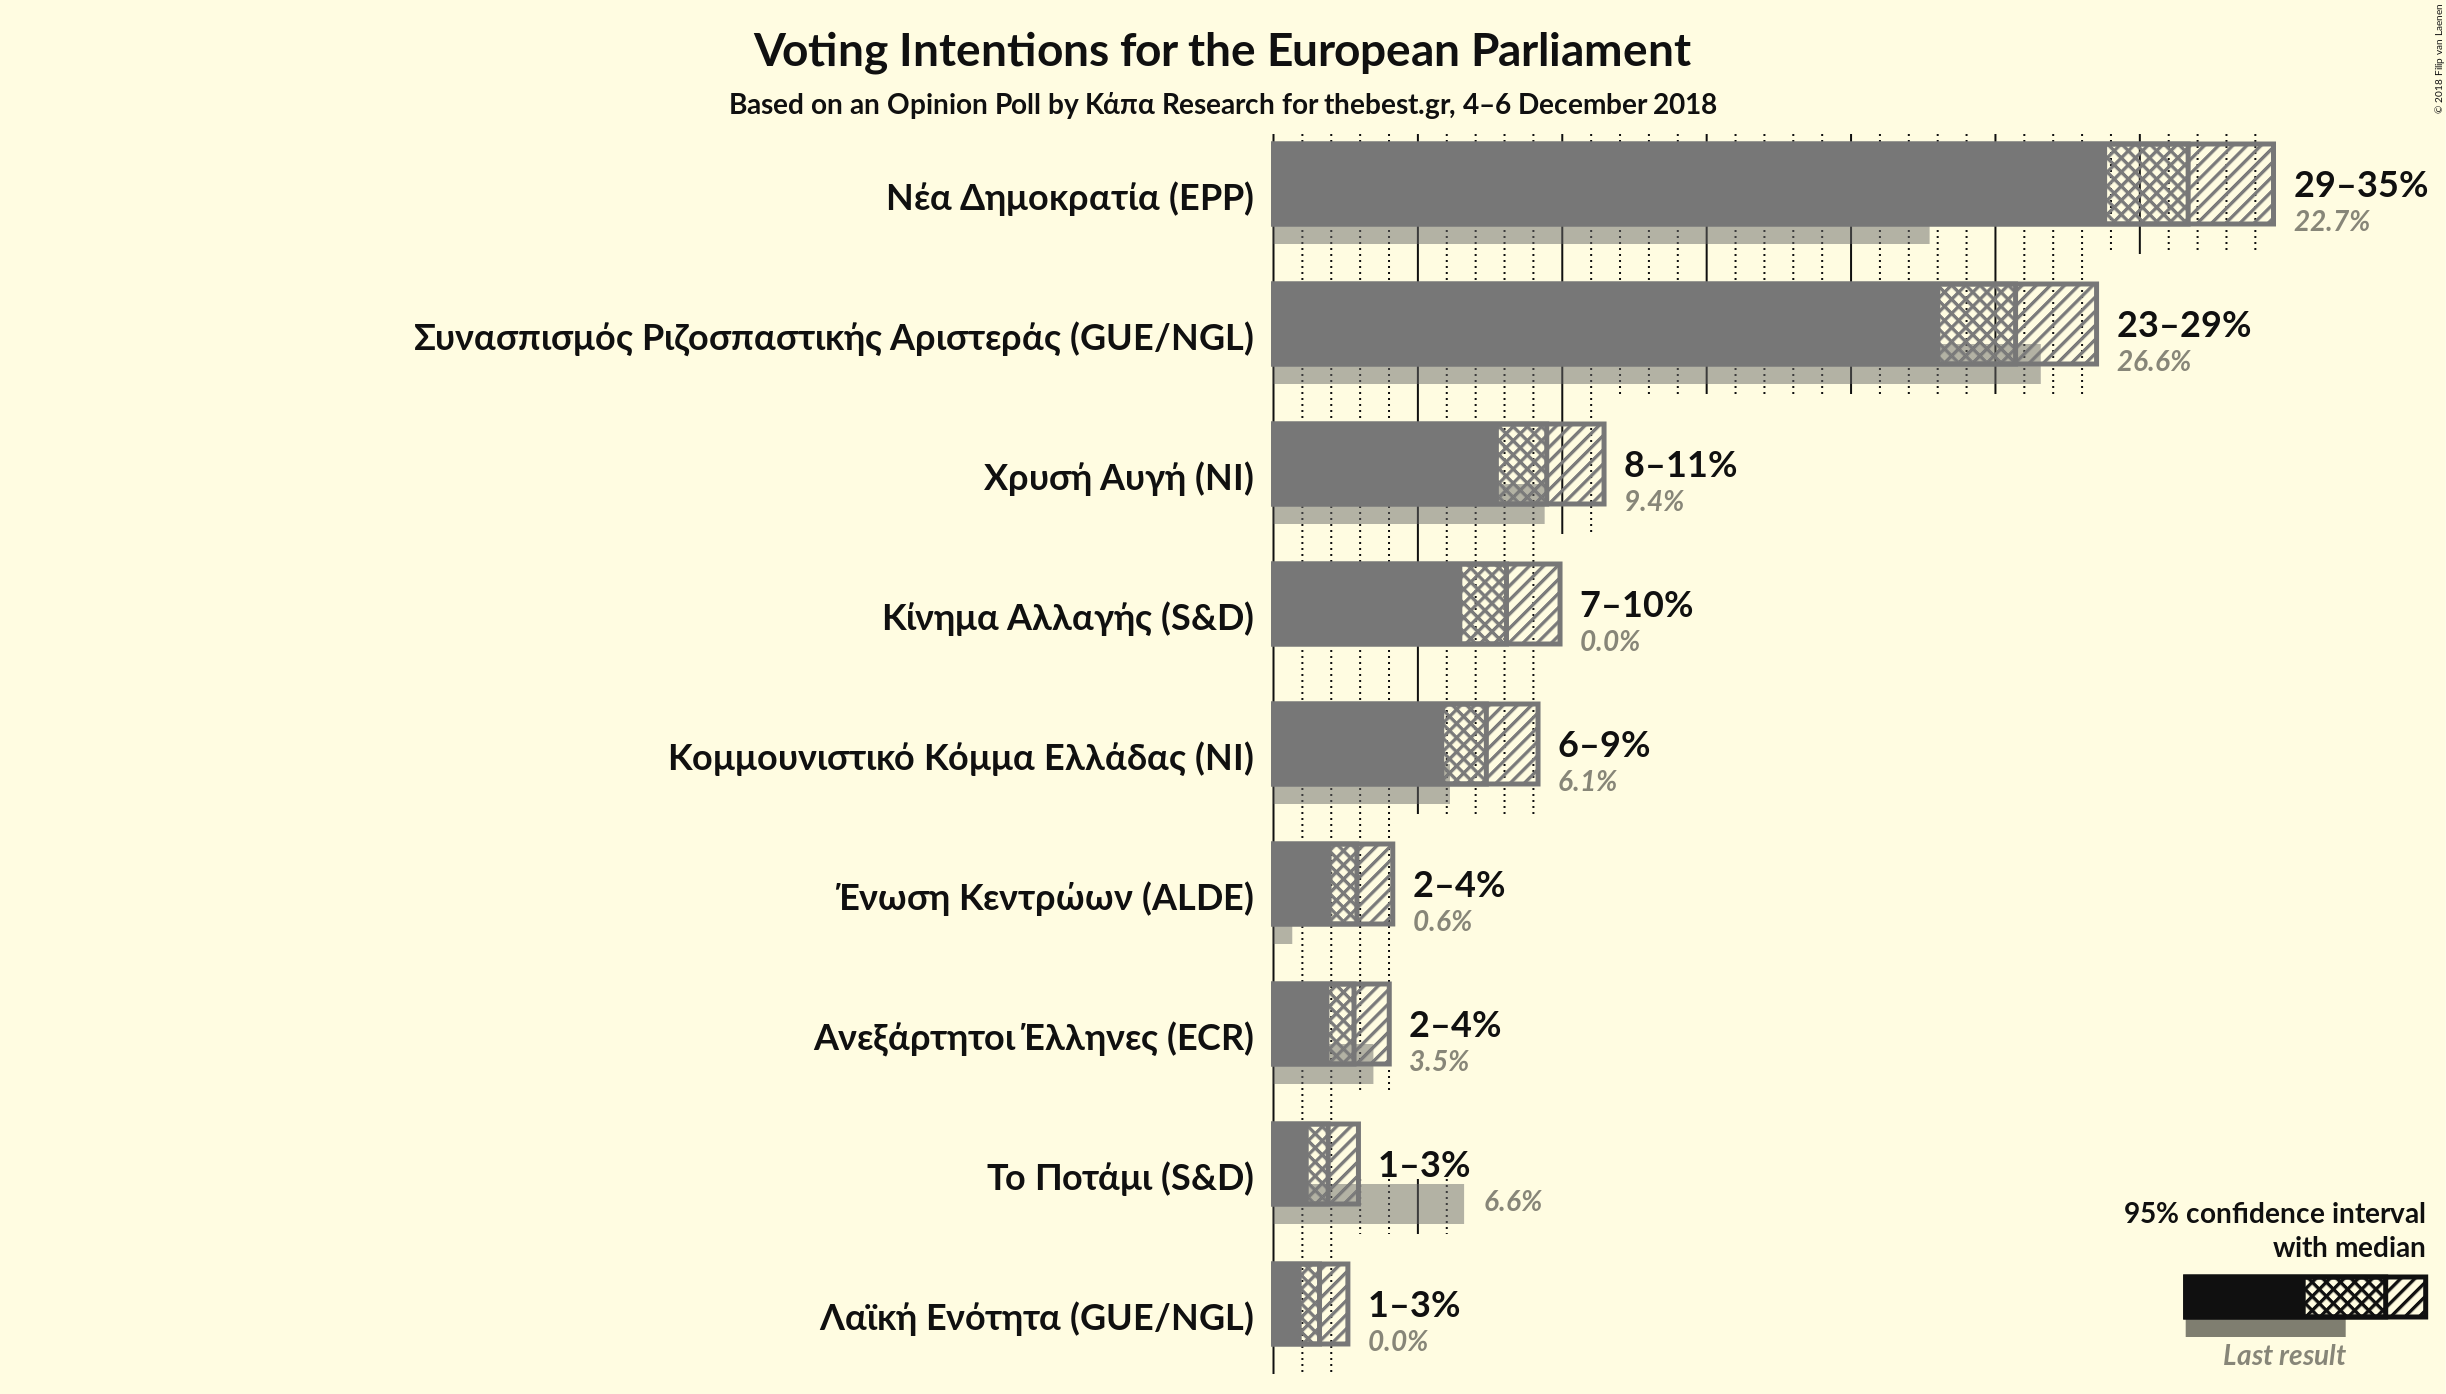 Voting Intentions for the European Parliament
Based on an Opinion Poll by Κάπα Research for thebest.gr, 4–6 December 2018
© 2018 Filip van Laenen
Νέα Δημοκρατία (EPP)
29–35%
22.7%
Συνασπισμός Ριζοσπαστικής Αριστεράς (GUE/NGL)
23–29%
26.6%
Χρυσή Αυγή (NI)
8–11%
9.4%
Κίνημα Αλλαγής (S&D)
7–10%
0.0%
Κομμουνιστικό Κόμμα Ελλάδας (NI)
6–9%
6.1%
Ένωση Κεντρώων (ALDE)
2–4%
0.6%
Ανεξάρτητοι Έλληνες (ECR)
2–4%
3.5%
Το Ποτάμι (S&D)
1–3%
6.6%
Λαϊκή Ενότητα (GUE/NGL)
1–3%
0.0%
95% confidence interval
with median
Last result